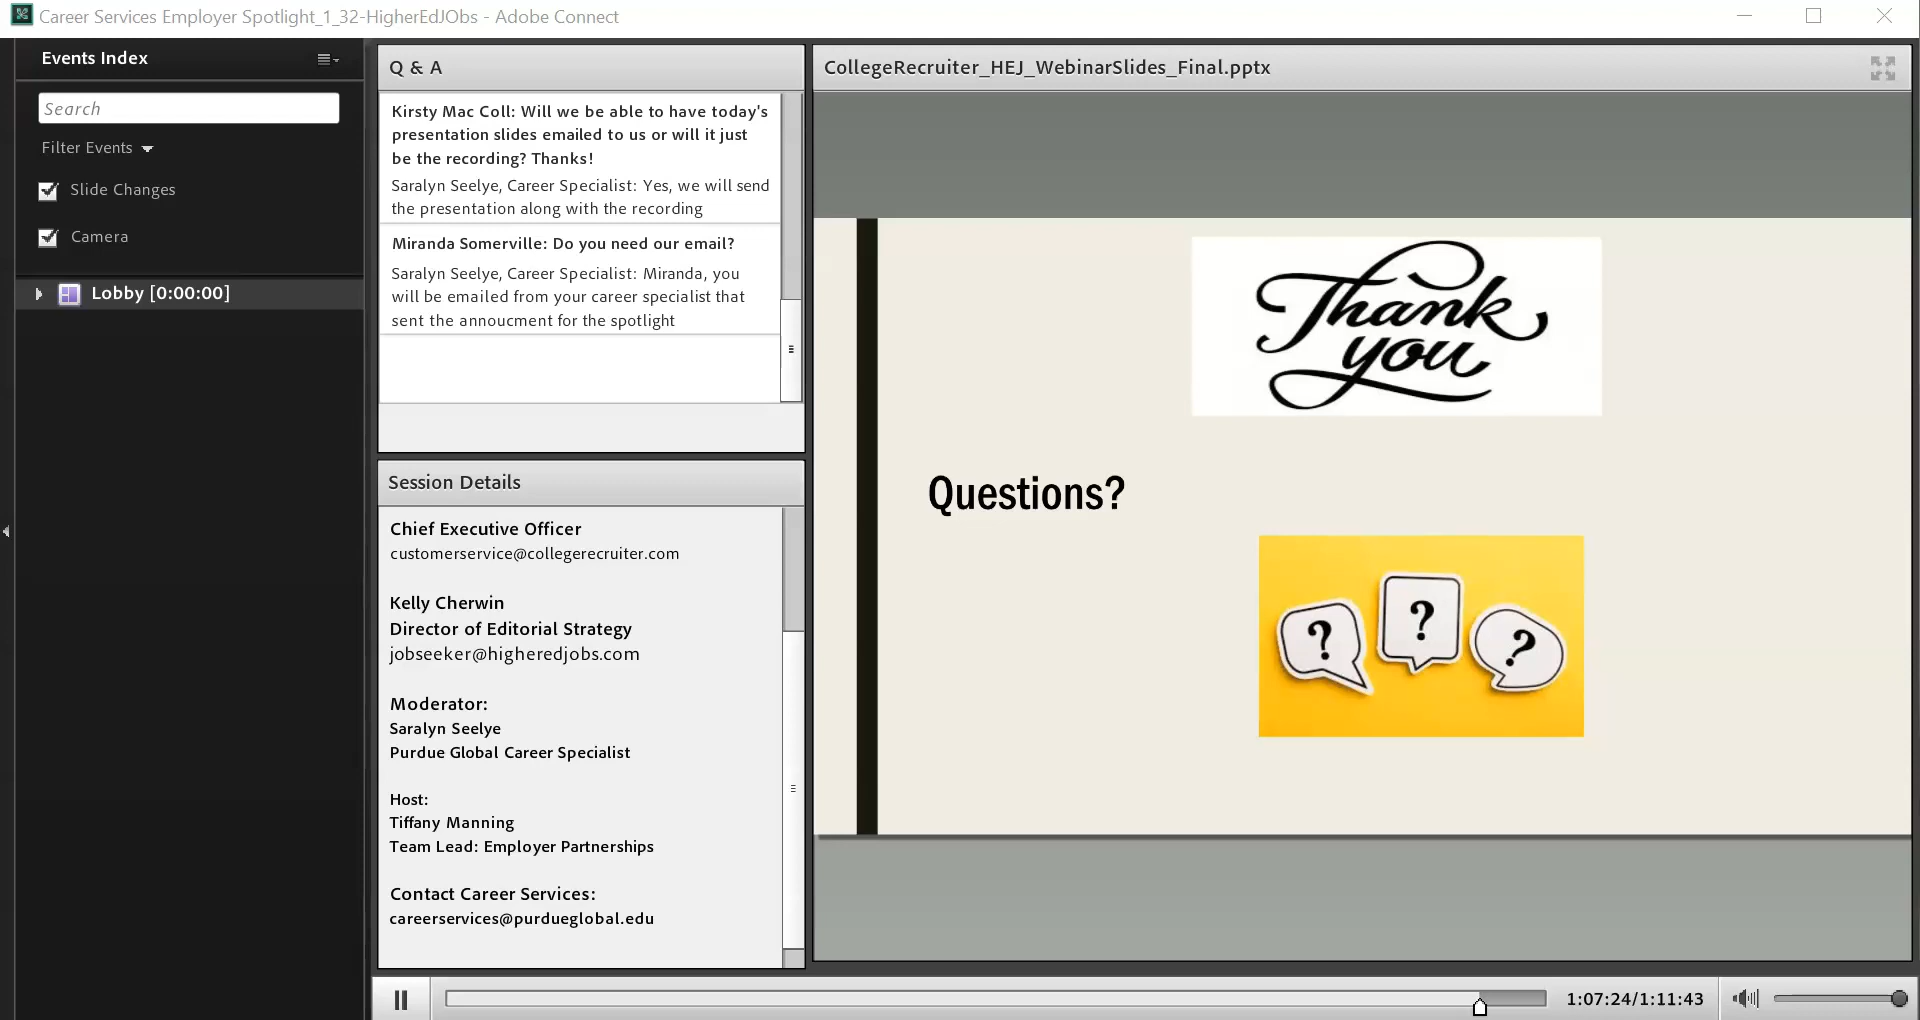 Career Services Employer Spotlight_1_32-HigherEdJObs - Adobe Connect
Events Index
Search
Filter Events
Slide Changes
Camera
Lobby [0:00:00]
Q & A
Kirsty Mac Coll: Will we be able to have today's
presentation slides emailed to us or will it just
be the recording? Thanks!
Saralyn Seelye, Career Specialist: Yes, we will send
the presentation along with the recording
Miranda Somerville: Do you need our email?
Saralyn Seelye, Career Specialist: Miranda, you
will be emailed from your career specialist that
sent the annoucment for the spotlight
Session Details
Chief Executive Officer
customerservice@collegerecruiter.com
Kelly Cherwin
Director of Editorial Strategy
jobseeker@higheredjobs.com
Moderator:
Saralyn Seelye
Purdue Global Career Specialist
Host:
Tiffany Manning
Team Lead: Employer Partnerships
Contact Career Services:
careerservices@purdueglobal.edu
CollegeRecruiter_HEJ_WebinarSlides_Final.pptx
Thank
you
Questions?
? ? ?
1:07:24/1:11:43